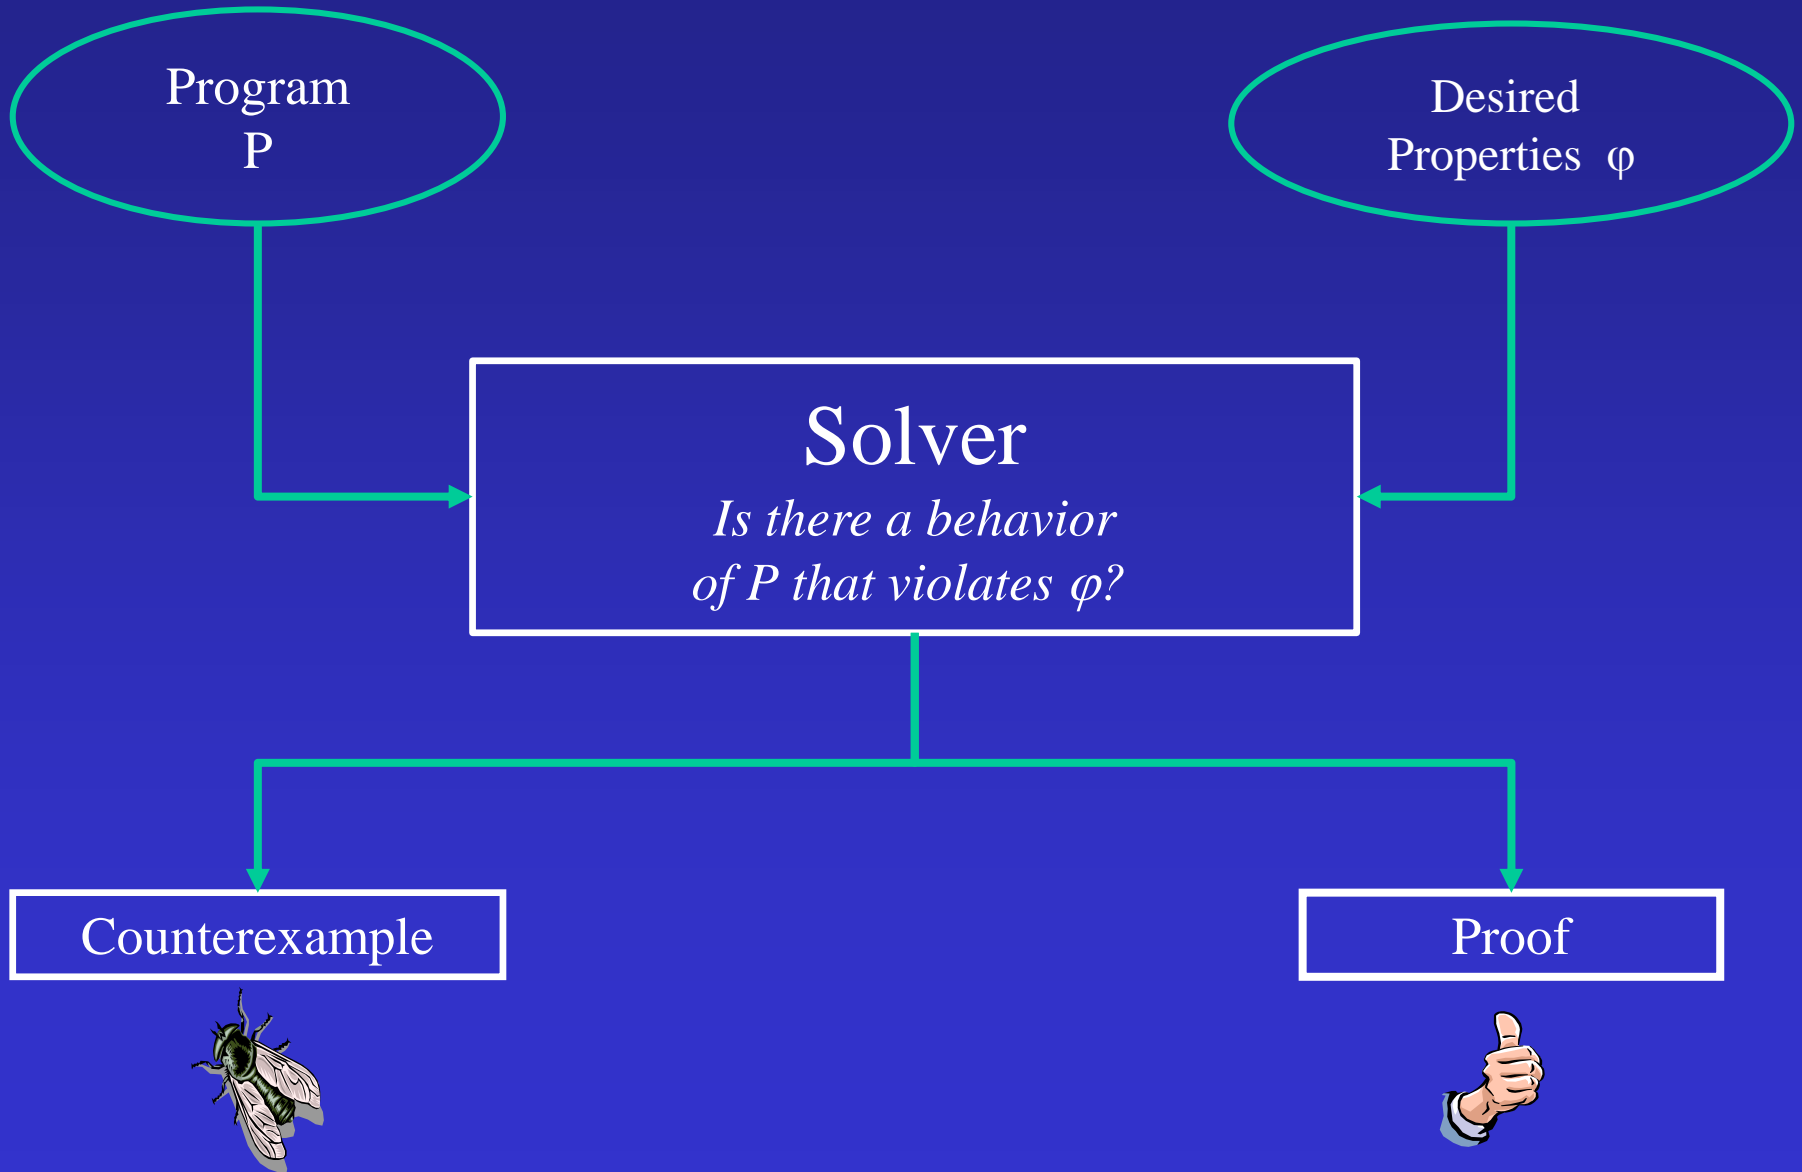 Program
P
Desired
Properties φ
Solver
Is there a behavior
of P that violates φ?
Counterexample
Proof